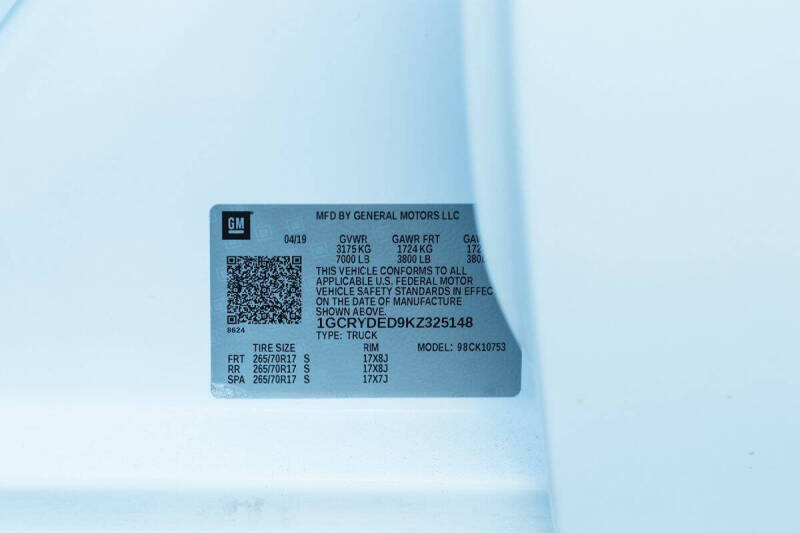 GM
MFD BY GENERAL MOTORS LLC
04/19 GVWR GAWR FRT
3175 KG 1724 KG
7000 LB 3800 LB
THIS VEHICLE CONFORMS TO ALL
APPLICABLE U.S. FEDERAL MOTOR
VEHICLE SAFETY STANDARDS IN EFFEC
ON THE DATE OF MANUFACTURE
SHOWN ABOVE.
1GCRYDED9KZ325148
8624
TYPE: TRUCK
TIRE SIZE RIM MODEL: 98CK10753
FRT 265/70R17 S 17X8J
RR 265/70R17 S 17X8J
SPA 265/70R17 S 17X7J